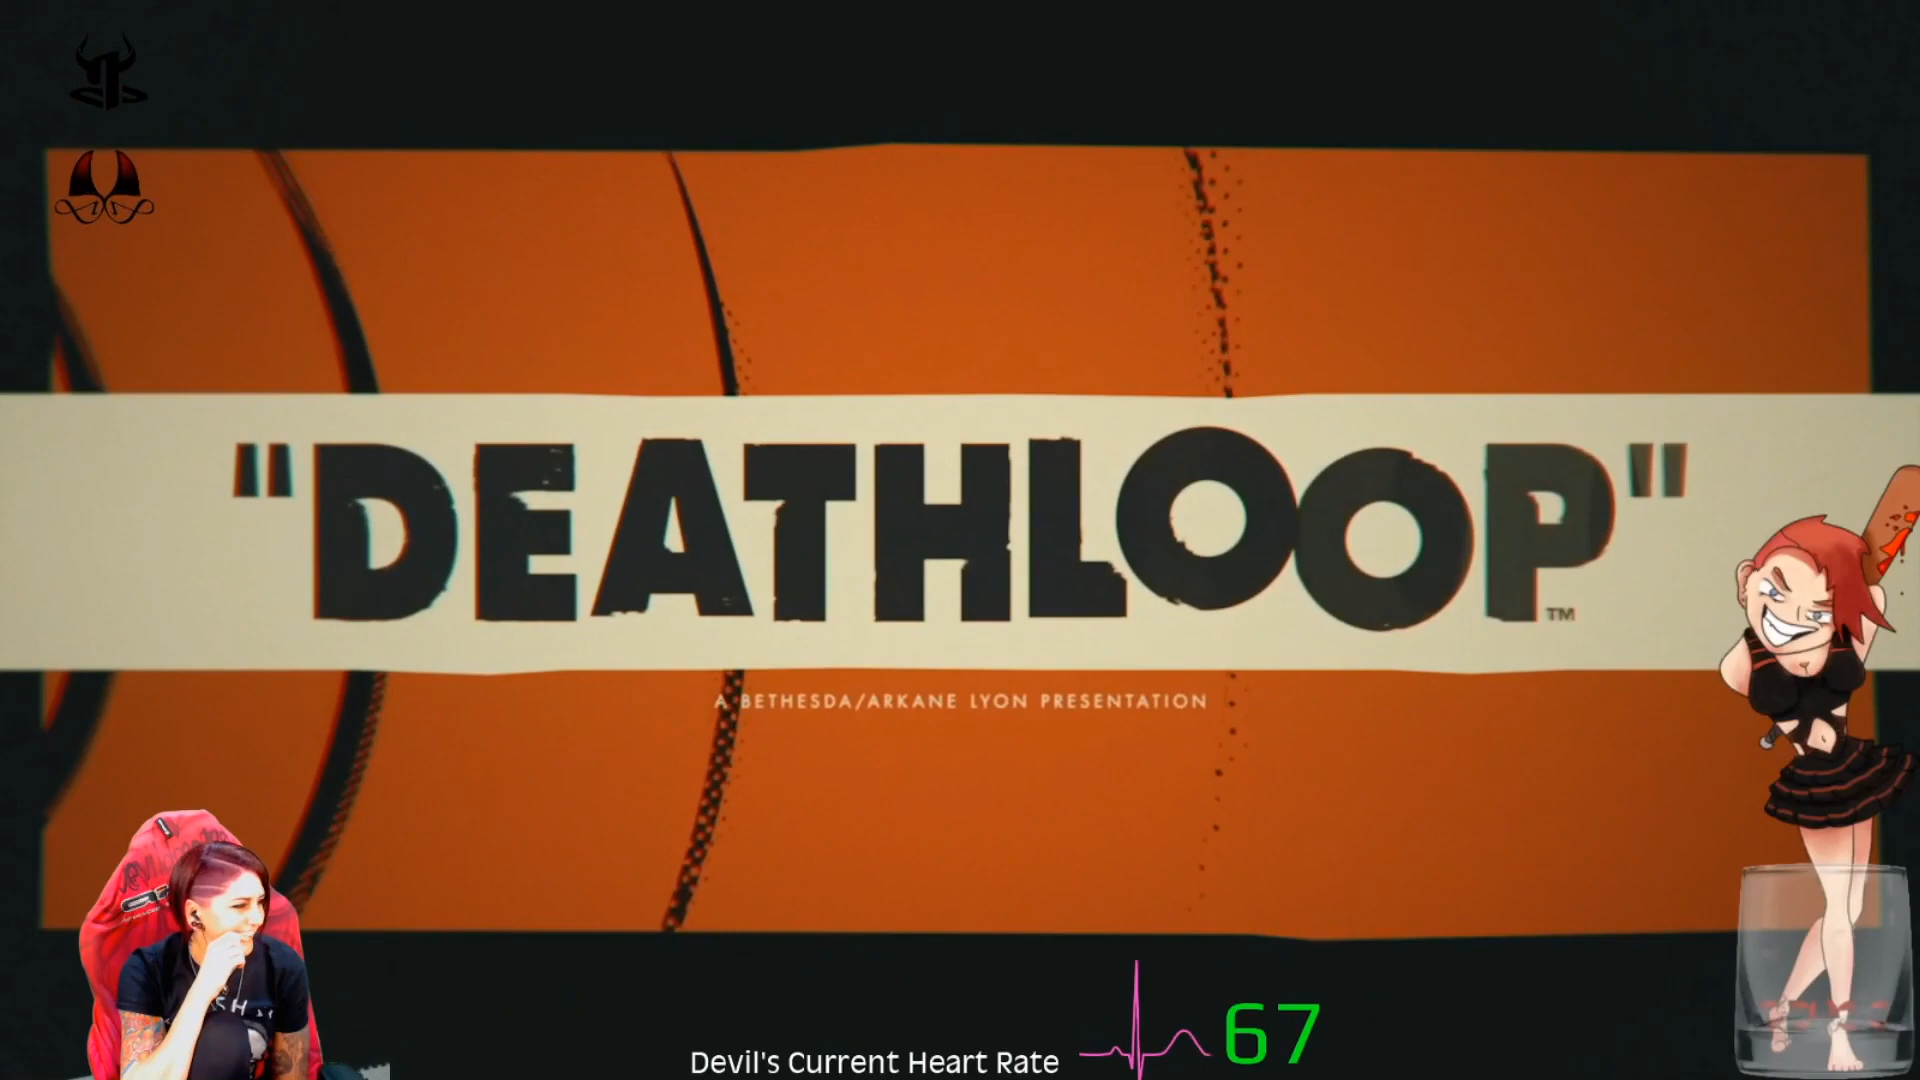 "DEATHLOOP"
TM
A BETHESDA/ARKANE LYON PRESENTATION
Devil's Current Heart Rate
67